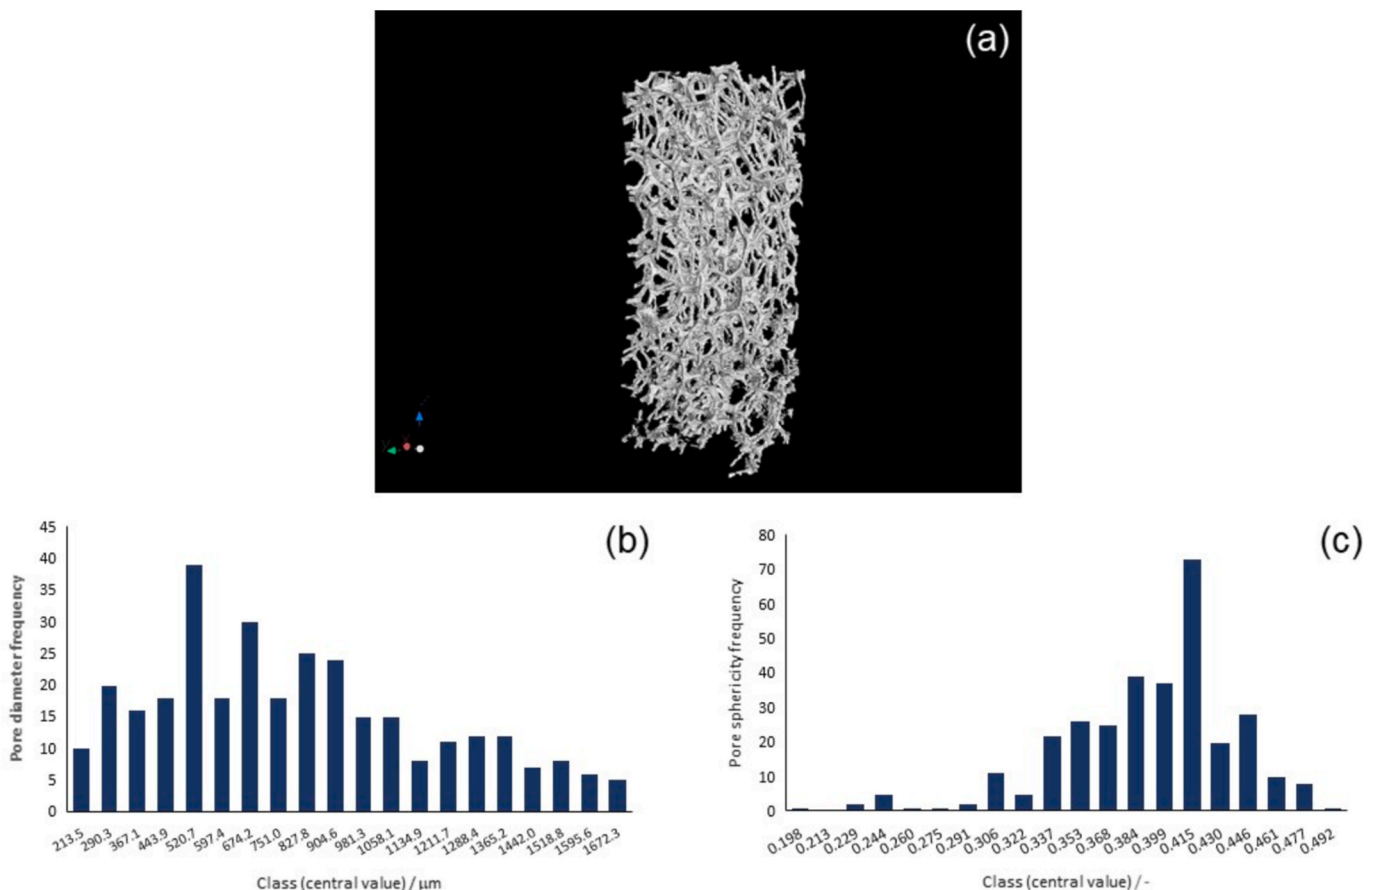 (a)
(b)
45
40
35
30
25
20
15
10
5
0
Pore diameter frequency
213.5 290.3 367.1 443.9 520.7 597.4 674.2 751.0 827.8 904.6 981.3 1058.1 1134.9 1211.7 1288.4 1365.2 1442.0 1518.8 1595.6 1672.3
Class (central value) / µm
(c)
80
70
60
50
40
30
20
10
0
Pore sphericity frequency
0.198 0.213 0.229 0.244 0.260 0.275 0.291 0.306 0.322 0.337 0.353 0.368 0.384 0.399 0.415 0.430 0.446 0.461 0.477 0.492
Class (central value) / -